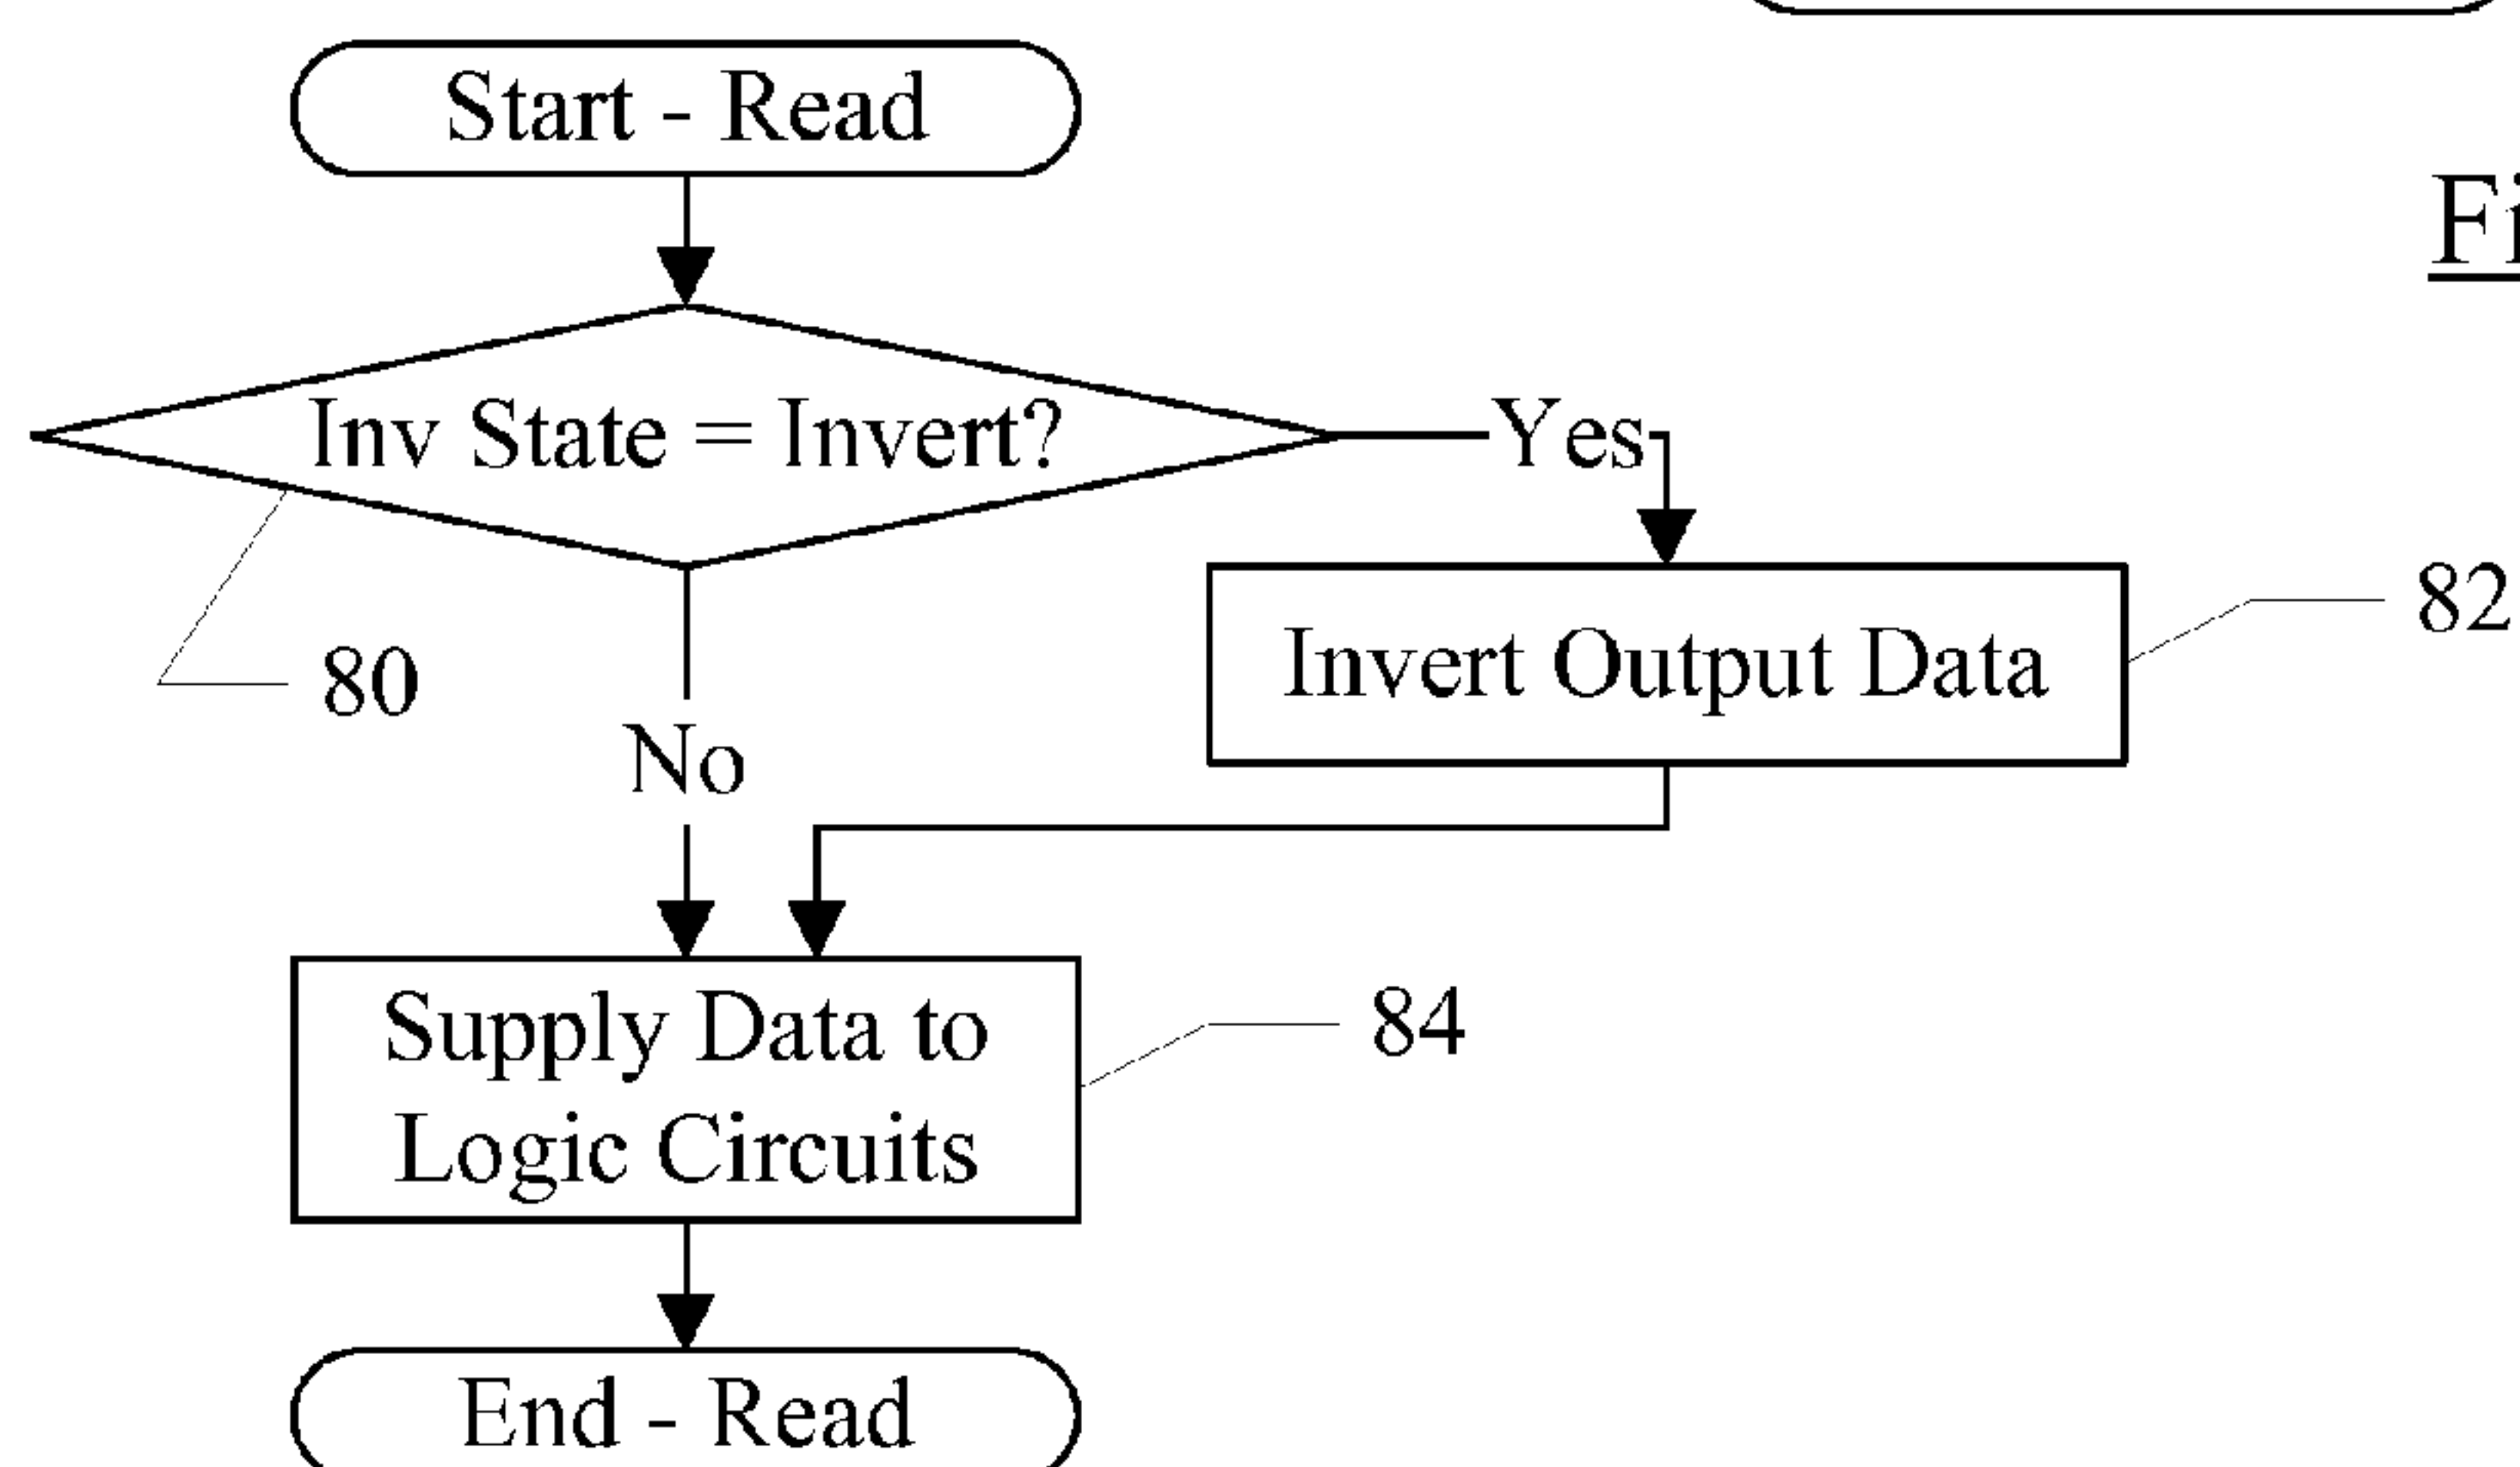 Start - Read
Fi
Inv State = Invert?
Yes
80
No
Invert Output Data
82
Supply Data to
Logic Circuits
84
End - Read